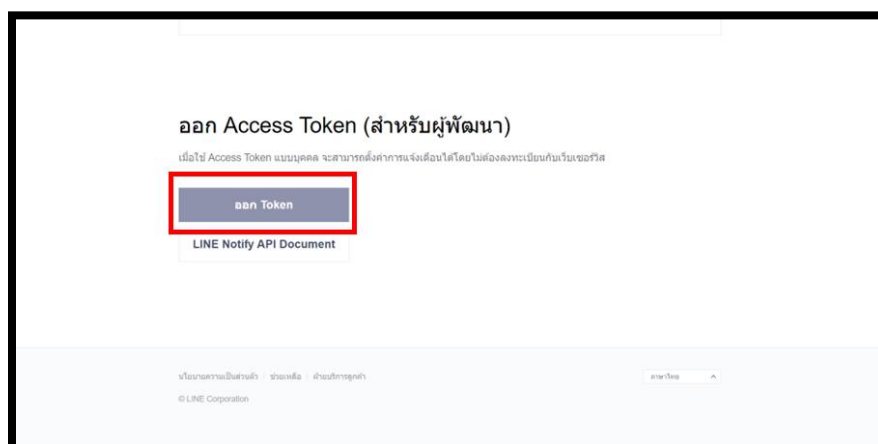 ออก Access Token (สำหรับผู้พัฒนา)
เมื่อใช้ Access Token แบบบุคคล จะสามารถตั้งค่าการแจ้งเตือนได้โดยไม่ต้องลงทะเบียนกับเว็บเซอร์วิส
ออก Token
LINE Notify API Document
นโยบายความเป็นส่วนตัว ช่วยเหลือ ฝ่ายบริการลูกค้า
ภาษาไทย
© LINE Corporation